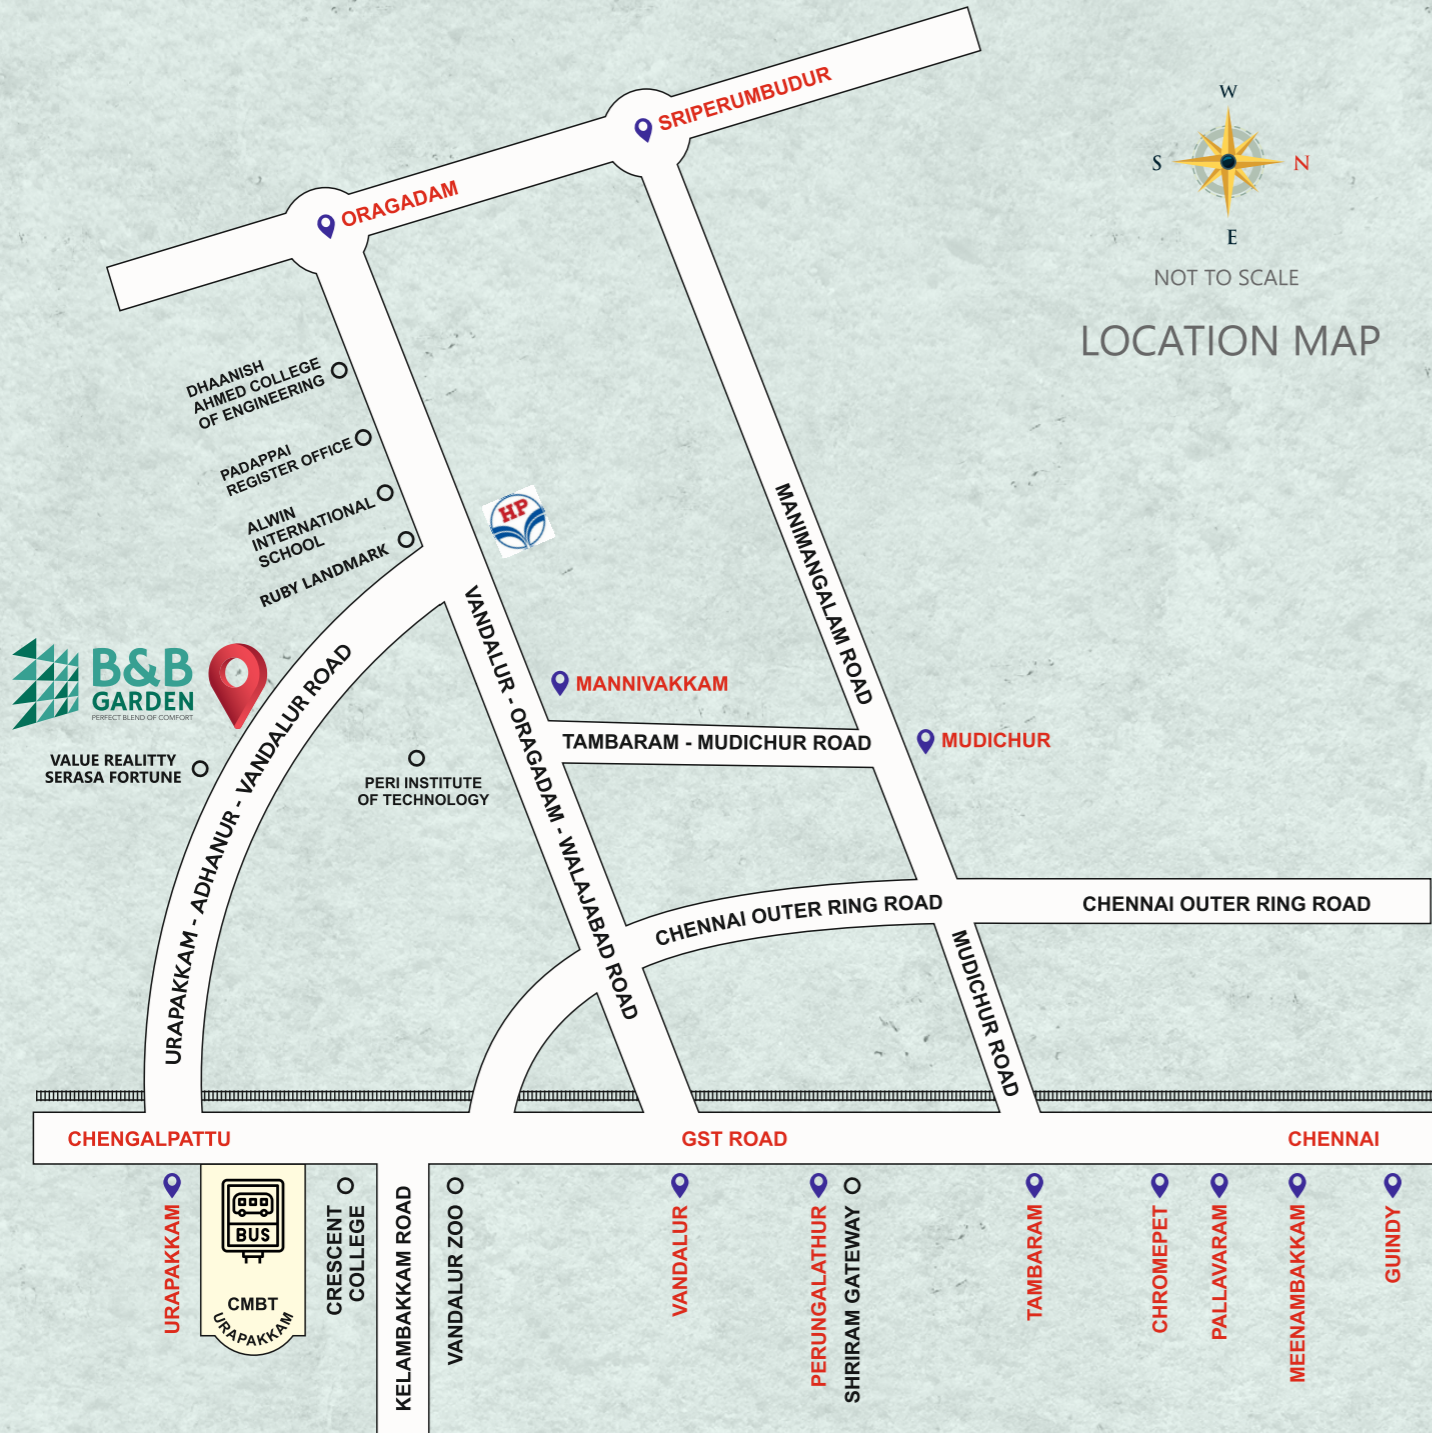 W
S
N
E
NOT TO SCALE
LOCATION MAP
SRIPERUMBUDUR
ORAGADAM
DHAANISH
AHMED COLLEGE
OF ENGINEERING
PADAPPAI
REGISTER OFFICE
ALWIN
INTERNATIONAL
SCHOOL
RUBY LANDMARK
HP
MANIMANGALAM ROAD
B&B
GARDEN
PERFECT BLEND OF COMFORT
VALUE REALITTY
SERASA FORTUNE
URAPAKKAM - ADHANUR - VANDALUR ROAD
PERI INSTITUTE
OF TECHNOLOGY
VANDALUR - ORAGADAM - WALAJABAD ROAD
MANNIVAKKAM
TAMBARAM - MUDICHUR ROAD
MUDICHUR
CHENNAI OUTER RING ROAD
CHENNAI OUTER RING ROAD
MUDICHUR ROAD
CHENGALPATTU
GST ROAD
CHENNAI
URAPAKKAM
BUS
CMBT
URAPAKKAM
CRESCENT
COLLEGE
KELAMBAKKAM ROAD
VANDALUR ZOO
VANDALUR
PERUNGALATHUR
SHRIRAM GATEWAY
TAMBARAM
CHROMEPET
PALLAVARAM
MEENAMBAKKAM
GUINDY